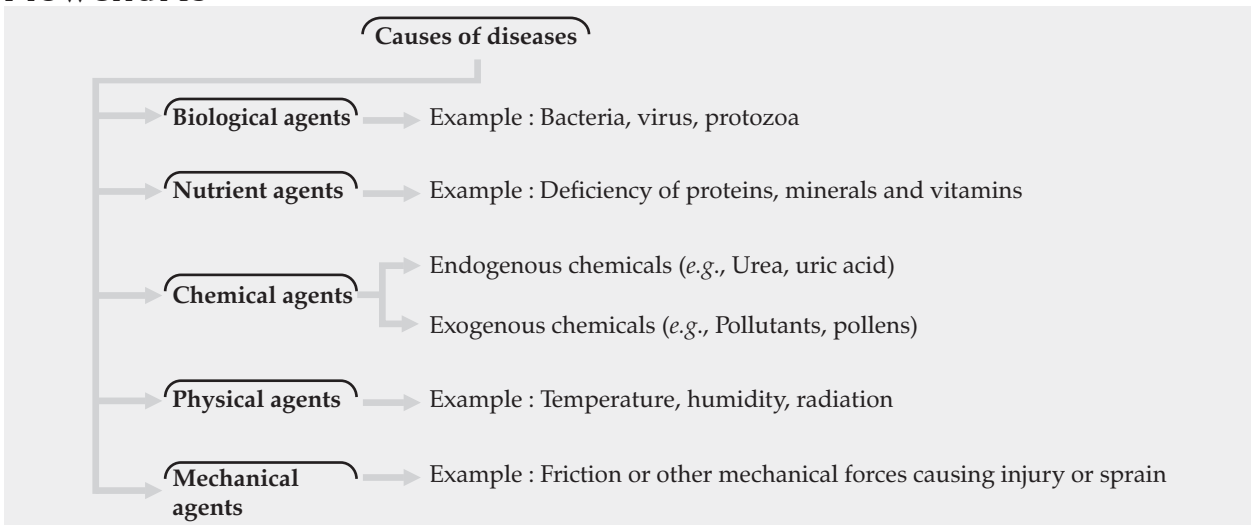 Causes of diseases
Biological agents Example : Bacteria, virus, protozoa
Nutrient agents Example : Deficiency of proteins, minerals and vitamins
Endogenous chemicals (e.g., Urea, uric acid)
Chemical agents
Exogenous chemicals (e.g., Pollutants, pollens)
Physical agents Example : Temperature, humidity, radiation
Mechanical agents Example : Friction or other mechanical forces causing injury or sprain